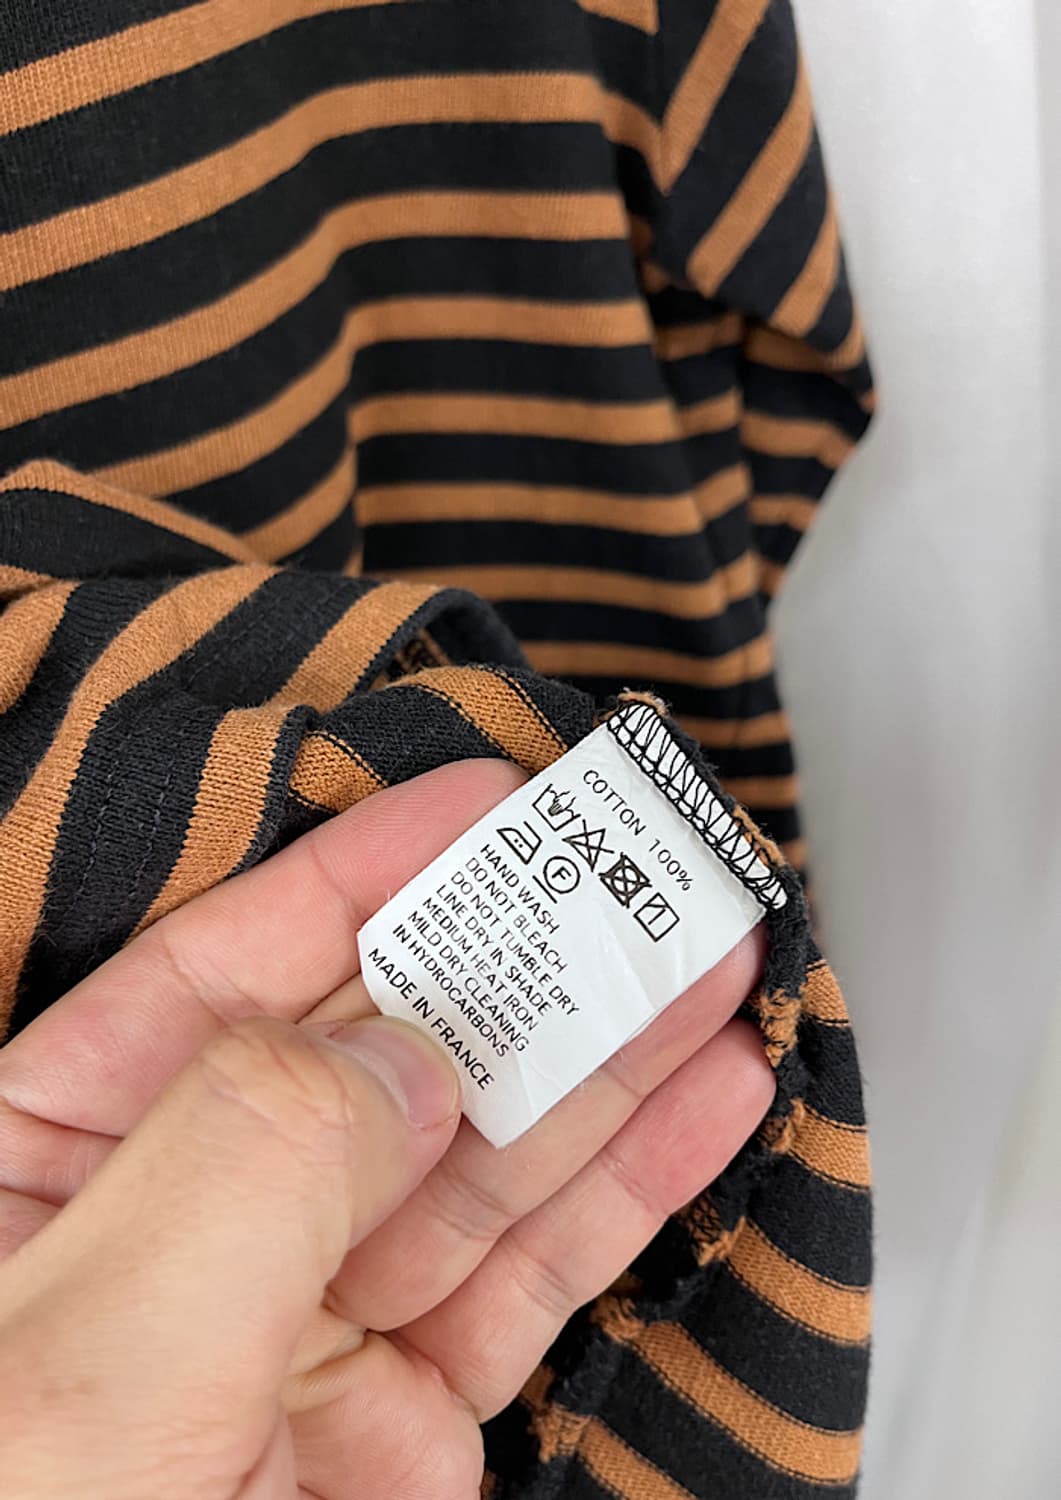 COTTON 100%
F
HAND WASH
DO NOT BLEACH
DO NOT TUMBLE DRY
LINE DRY IN SHADE
MEDIUM HEAT IRON
MILD DRY CLEANING
IN HYDROCARBONS
MADE IN FRANCE